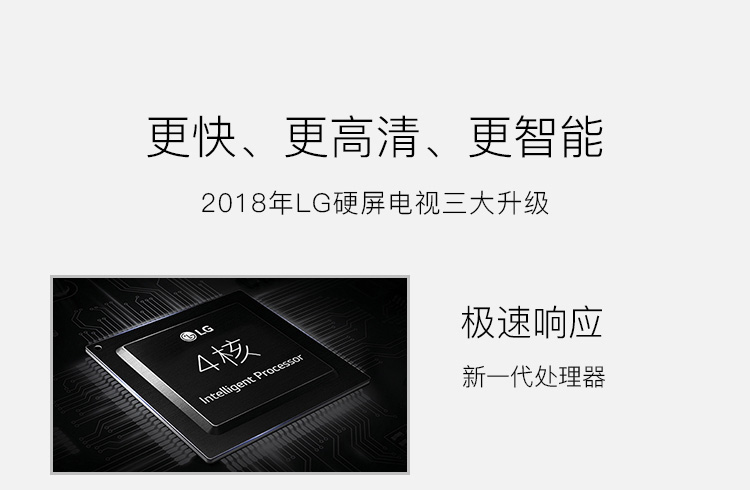 更快、更高清、更智能
2018年LG硬屏电视三大升级
LG
4核
Intelligent Processor
极速响应
新一代处理器